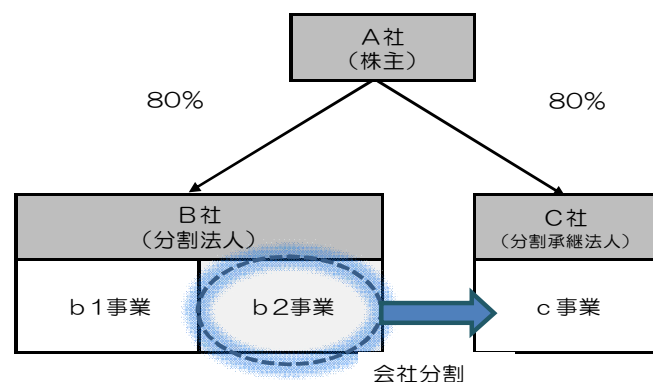 A社
（株主）
80%
80%
B社
（分割法人）
C社
（分割承継法人）
b1事業
b2事業
c事業
会社分割